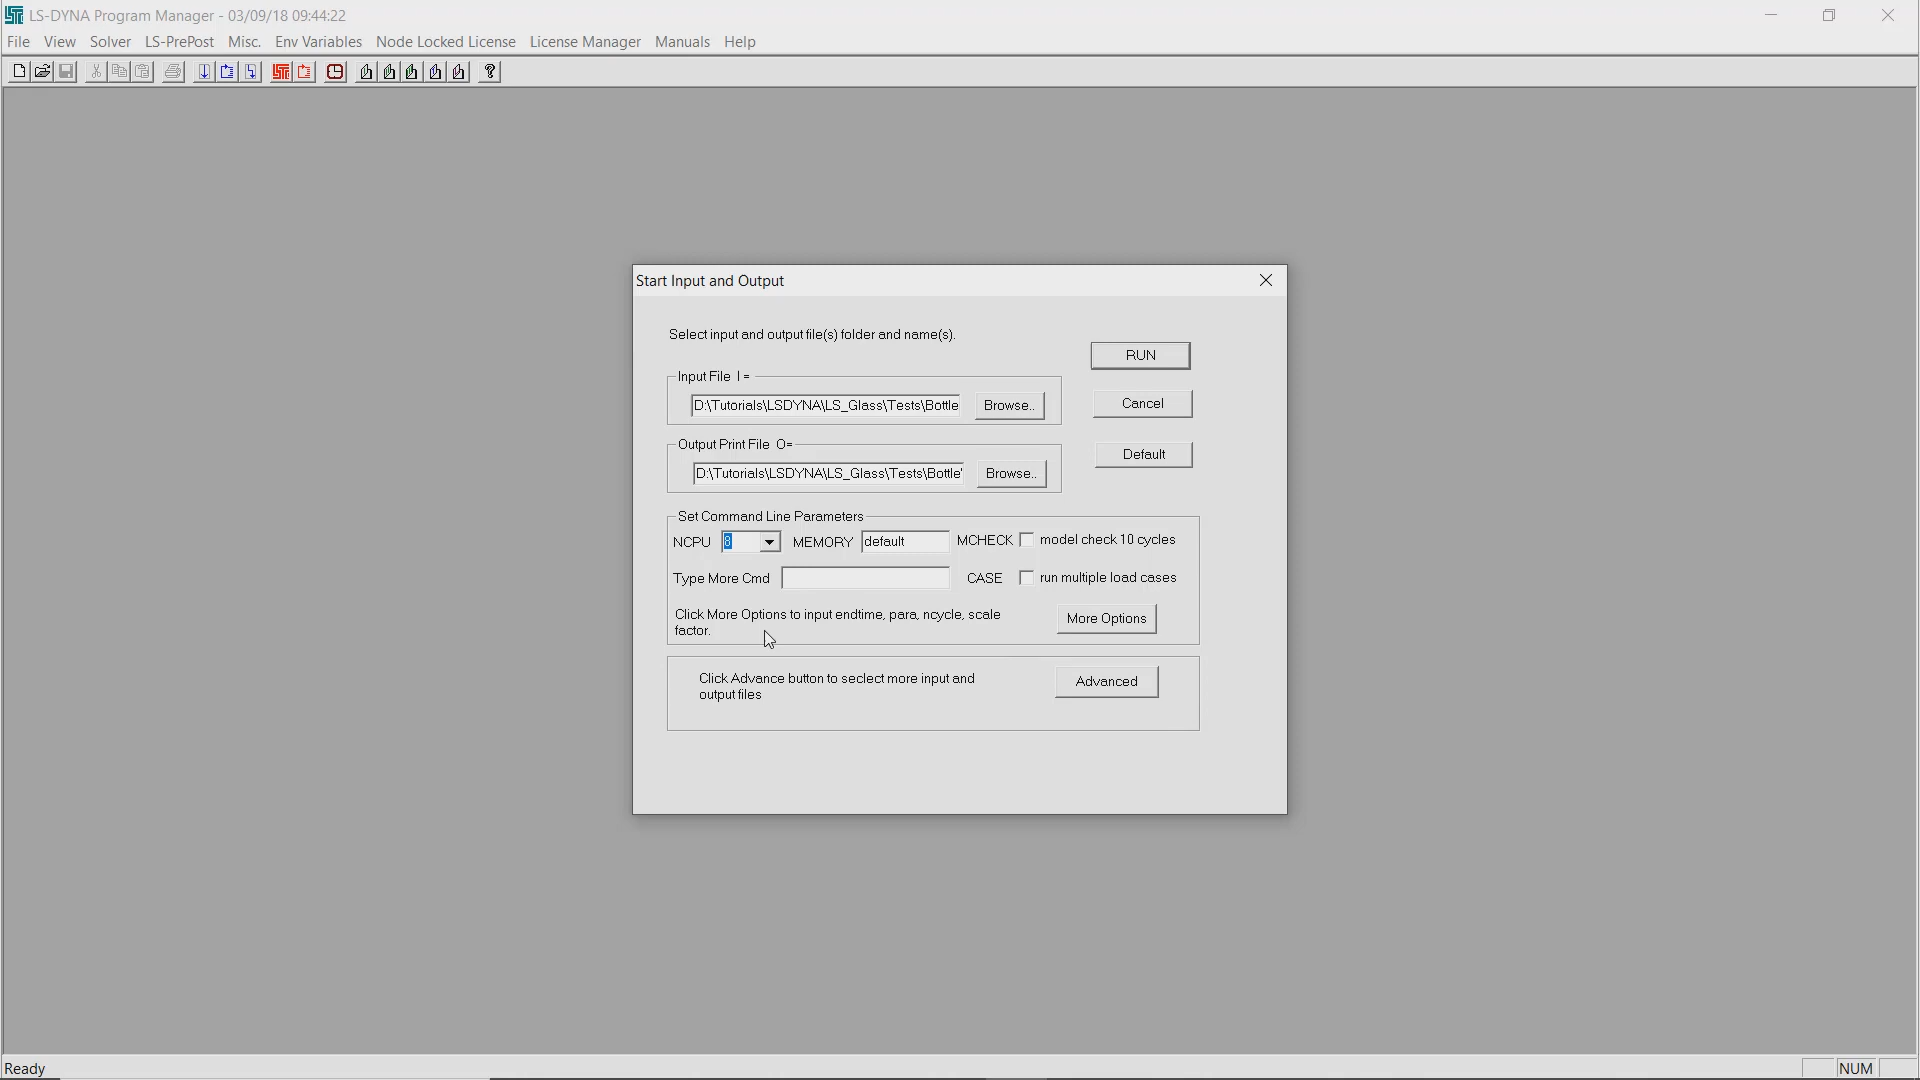 LS-DYNA Program Manager - 03/09/18 09:44:22
File View Solver LS-PrePost Misc. Env Variables Node Locked License License Manager Manuals Help
Start Input and Output
Select input and output file(s) folder and name(s).
RUN
Input File I =
D:\Tutorials\LSDYNA\LS_Glass\Tests\Bottle
Browse..
Cancel
Output Print File O=
Default
D:\Tutorials\LSDYNA\LS_Glass\Tests\Bottle
Browse..
Set Command Line Parameters
NCPU 8 MEMORY default MCHECK model check 10 cycles
Type More Cmd CASE run multiple load cases
Click More Options to input endtime, para, ncycle, scale
factor.
More Options
Click Advance button to seclect more input and
output files
Advanced
Ready
NUM